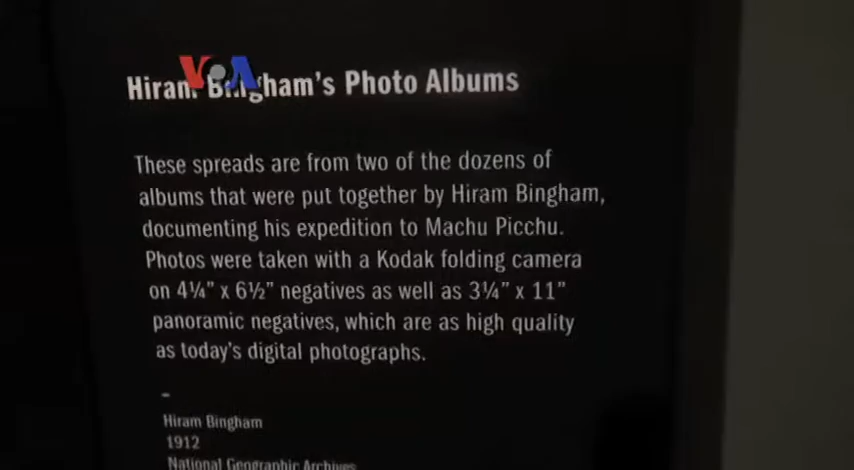 VOA
Hiram Bingham's Photo Albums
These spreads are from two of the dozens of
albums that were put together by Hiram Bingham,
documenting his expedition to Machu Picchu.
Photos were taken with a Kodak folding camera
on 4¼” x 6½” negatives as well as 3¼” x 11”
panoramic negatives, which are as high quality
as today's digital photographs.
–
Hiram Bingham
1912
National Geographic Archives